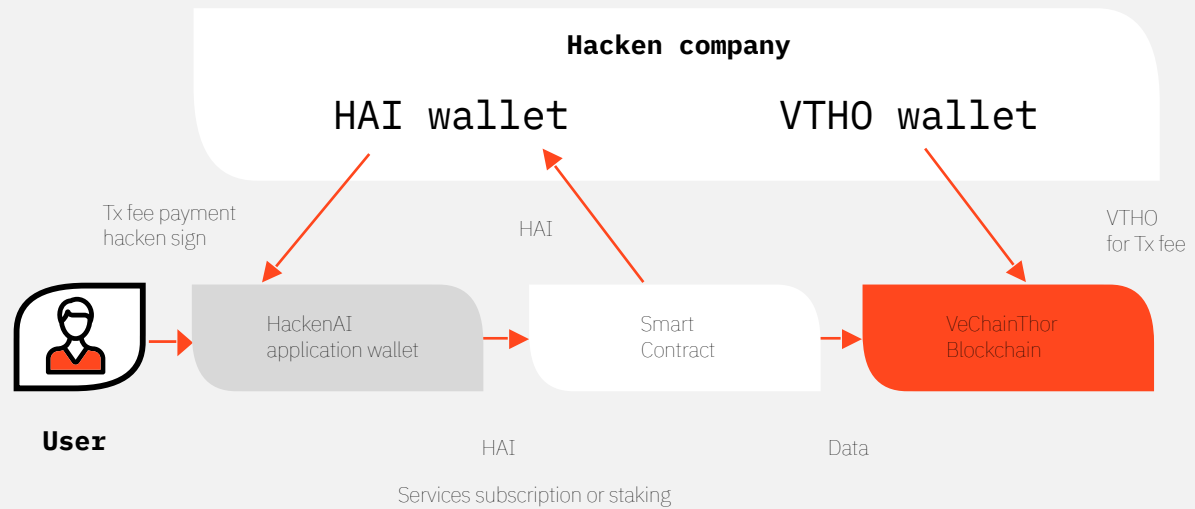 Hacken company
HAI wallet
VTHO wallet
Tx fee payment
hacken sign
HAI
VTHO
for Tx fee
HackenAI
application wallet
Smart
Contract
VeChainThor
Blockchain
User
HAI
Data
Services subscription or staking